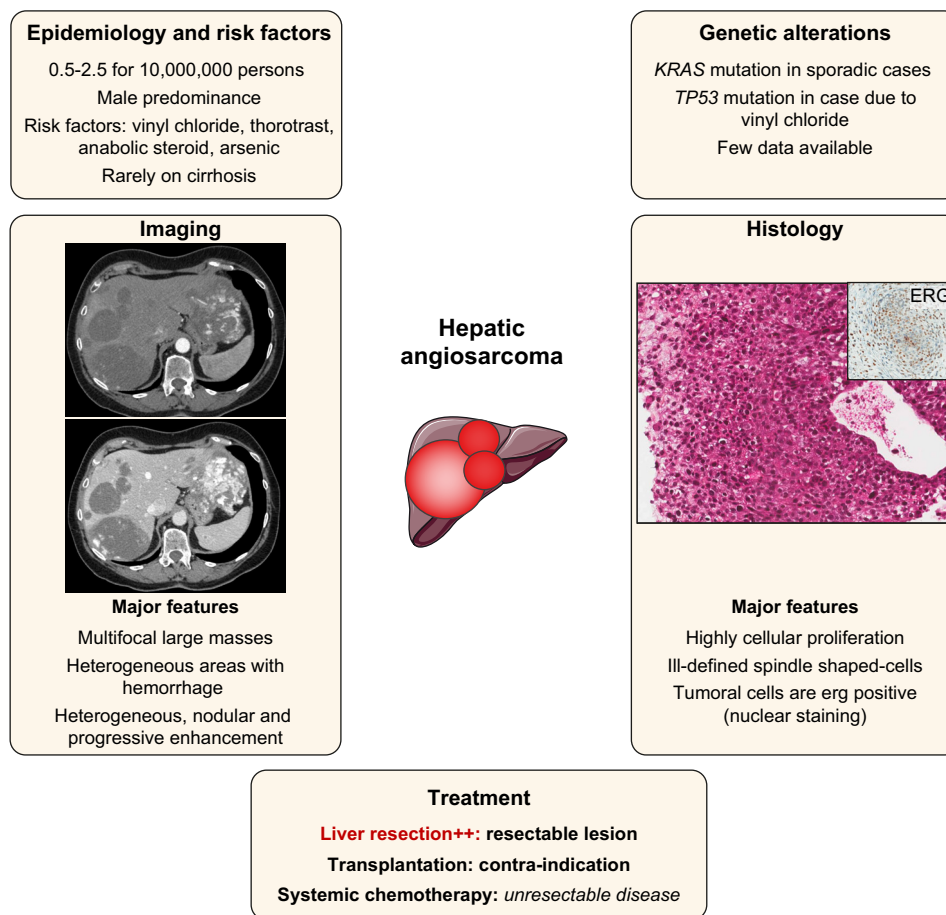 Epidemiology and risk factors
0.5-2.5 for 10,000,000 persons
Male predominance
Risk factors: vinyl chloride, thorotrast,
anabolic steroid, arsenic
Rarely on cirrhosis
Genetic alterations
KRAS mutation in sporadic cases
TP53 mutation in case due to
vinyl chloride
Few data available
Imaging
Major features
Multifocal large masses
Heterogeneous areas with
hemorrhage
Heterogeneous, nodular and
progressive enhancement
Hepatic
angiosarcoma
Histology
ERG
Major features
Highly cellular proliferation
Ill-defined spindle shaped-cells
Tumoral cells are erg positive
(nuclear staining)
Treatment
Liver resection++: resectable lesion
Transplantation: contra-indication
Systemic chemotherapy: unresectable disease